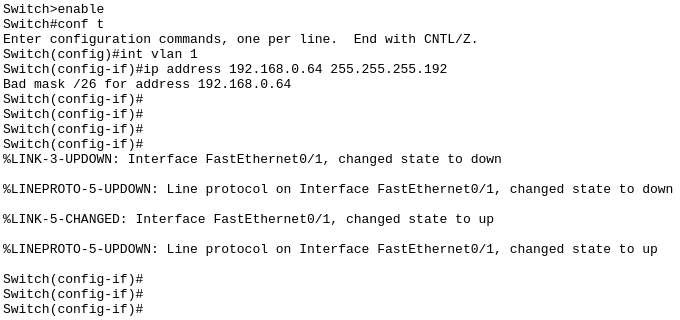 Switch>enable
Switch#conf t
Enter configuration commands, one per line.  End with CNTL/Z.
Switch(config)#int vlan 1
Switch(config-if)#ip address 192.168.0.64 255.255.255.192
Bad mask /26 for address 192.168.0.64
Switch(config-if)#
Switch(config-if)#
Switch(config-if)#
Switch(config-if)#
%LINK-3-UPDOWN: Interface FastEthernet0/1, changed state to down
%LINEPROTO-5-UPDOWN: Line protocol on Interface FastEthernet0/1, changed state to down
%LINK-5-CHANGED: Interface FastEthernet0/1, changed state to up
%LINEPROTO-5-UPDOWN: Line protocol on Interface FastEthernet0/1, changed state to up
Switch(config-if)#
Switch(config-if)#
Switch(config-if)#